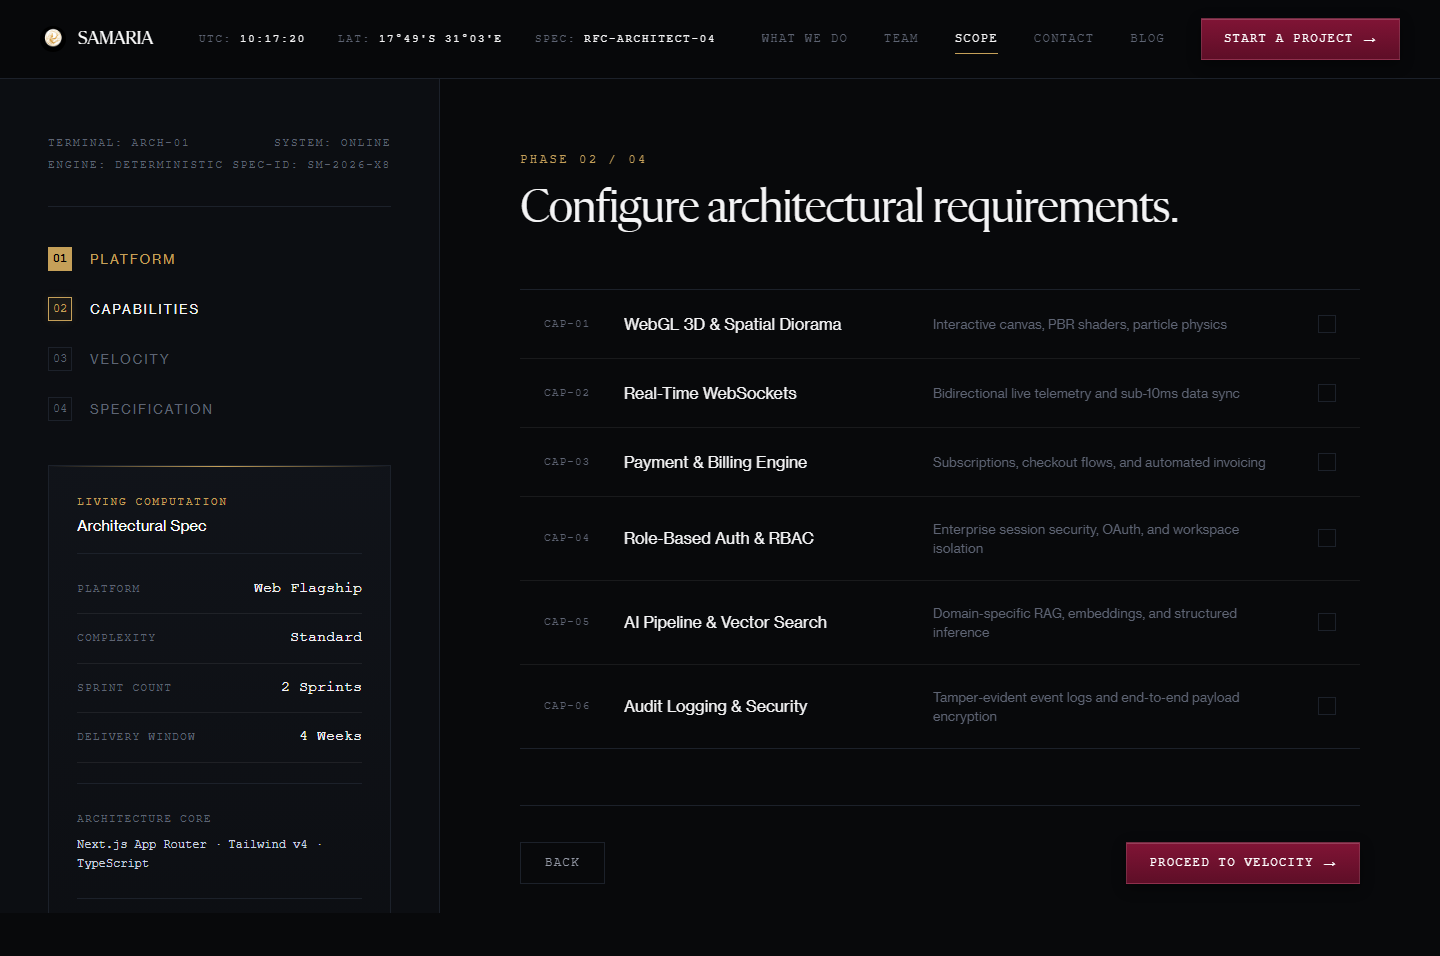 SAMARIA
UTC: 10:17:20
LAT: 17°49'S 31°03'E
SPEC: RFC-ARCHITECT-04
WHAT WE DO
TEAM
SCOPE
CONTACT
BLOG
START A PROJECT →
TERMINAL: ARCH-01
SYSTEM: ONLINE
ENGINE: DETERMINISTIC
SPEC-ID: SM-2026-X8
01 PLATFORM
02 CAPABILITIES
03 VELOCITY
04 SPECIFICATION
LIVING COMPUTATION
Architectural Spec
PLATFORM Web Flagship
COMPLEXITY Standard
SPRINT COUNT 2 Sprints
DELIVERY WINDOW 4 Weeks
ARCHITECTURE CORE
Next.js App Router · Tailwind v4 ·
TypeScript
PHASE 02 / 04
Configure architectural requirements.
CAP-01 WebGL 3D & Spatial Diorama Interactive canvas, PBR shaders, particle physics
CAP-02 Real-Time WebSockets Bidirectional live telemetry and sub-10ms data sync
CAP-03 Payment & Billing Engine Subscriptions, checkout flows, and automated invoicing
CAP-04 Role-Based Auth & RBAC Enterprise session security, OAuth, and workspace
isolation
CAP-05 AI Pipeline & Vector Search Domain-specific RAG, embeddings, and structured
inference
CAP-06 Audit Logging & Security Tamper-evident event logs and end-to-end payload
encryption
BACK
PROCEED TO VELOCITY →